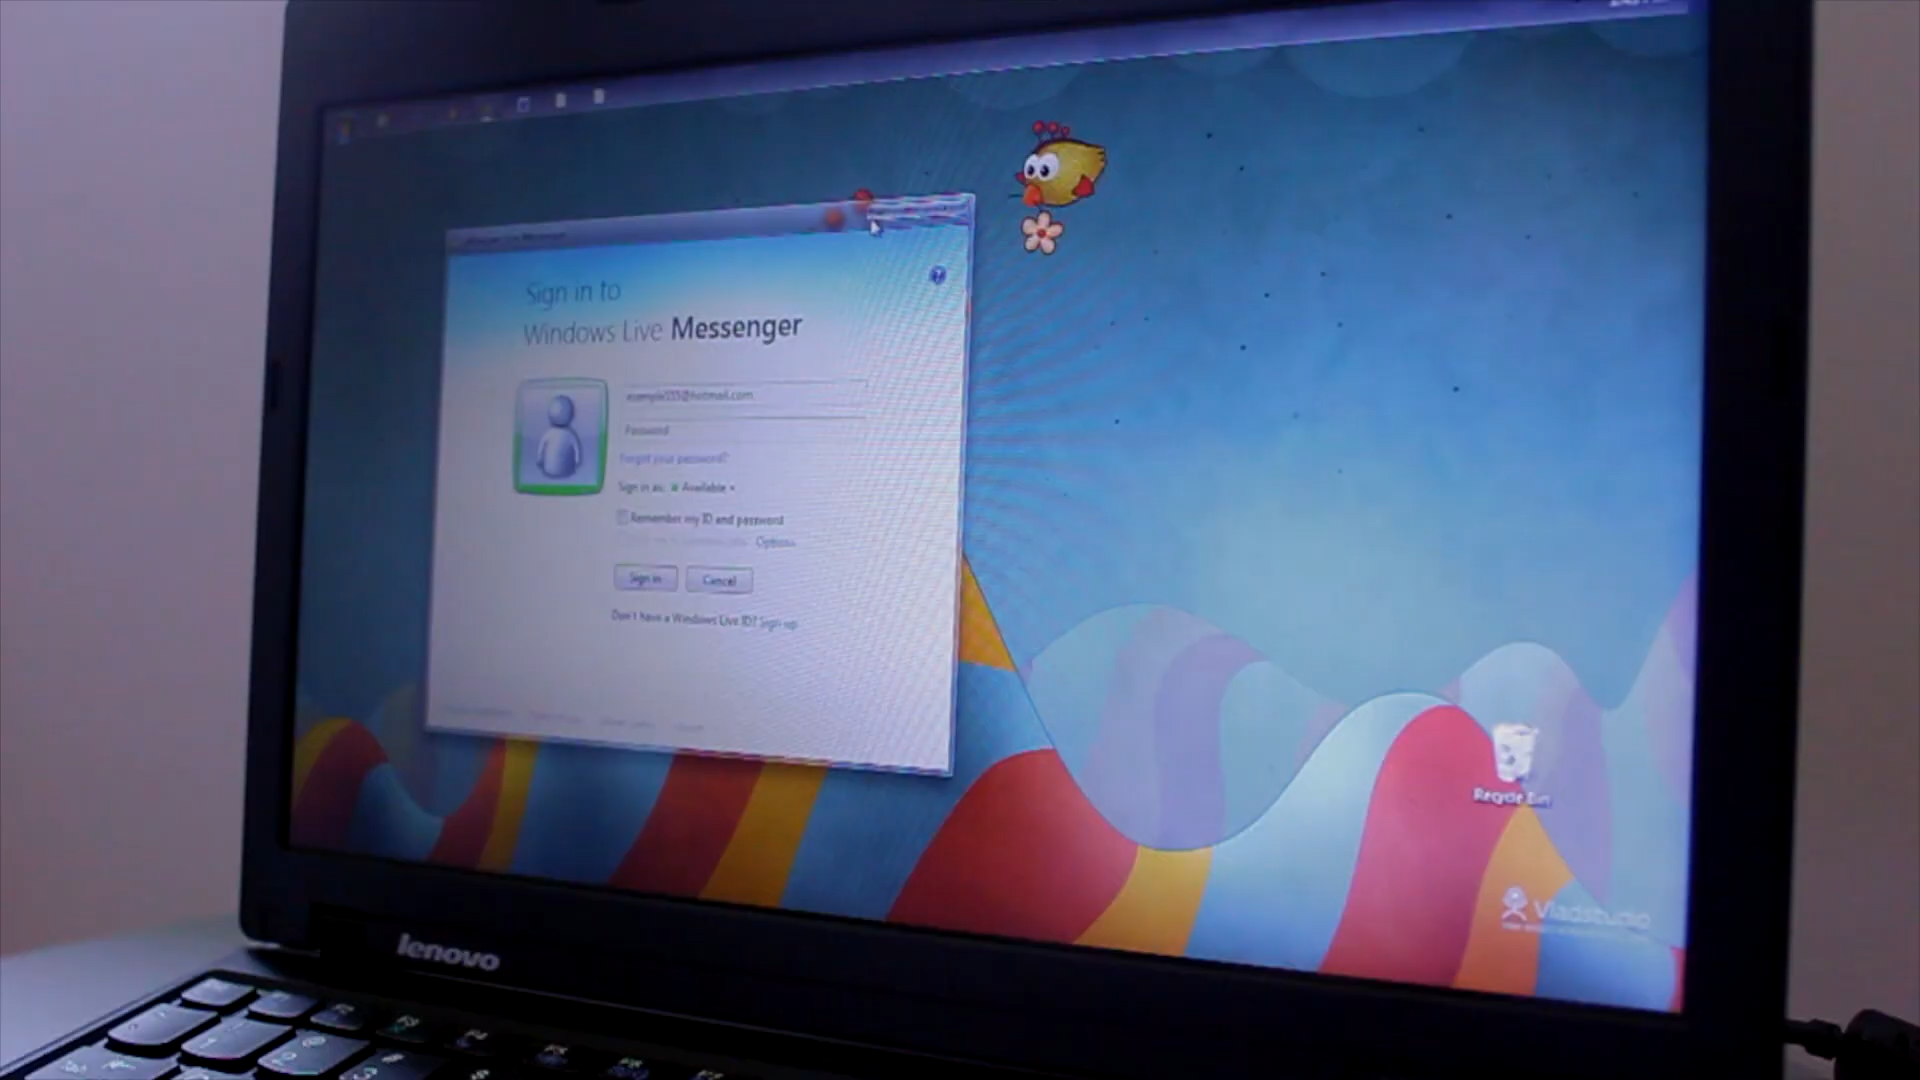 Sign in to
Windows Live Messenger
example555@hotmail.com
Password
Forgot your password?
Sign in as: Available
Remember my ID and password
Options
Sign in
Cancel
Don't have a Windows Live ID? Sign up
Recycle Bin
Vladstudio
lenovo